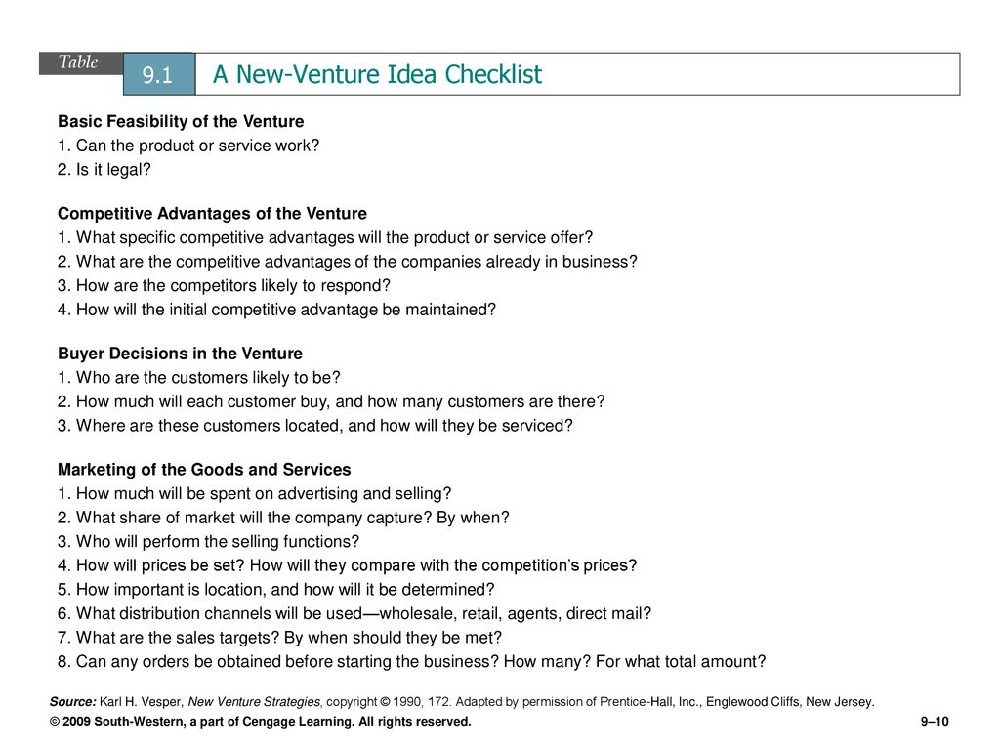 Table
9.1
A New-Venture Idea Checklist
Basic Feasibility of the Venture
1. Can the product or service work?
2. Is it legal?
Competitive Advantages of the Venture
1. What specific competitive advantages will the product or service offer?
2. What are the competitive advantages of the companies already in business?
3. How are the competitors likely to respond?
4. How will the initial competitive advantage be maintained?
Buyer Decisions in the Venture
1. Who are the customers likely to be?
2. How much will each customer buy, and how many customers are there?
3. Where are these customers located, and how will they be serviced?
Marketing of the Goods and Services
1. How much will be spent on advertising and selling?
2. What share of market will the company capture? By when?
3. Who will perform the selling functions?
4. How will prices be set? How will they compare with the competition’s prices?
5. How important is location, and how will it be determined?
6. What distribution channels will be used—wholesale, retail, agents, direct mail?
7. What are the sales targets? By when should they be met?
8. Can any orders be obtained before starting the business? How many? For what total amount?
Source: Karl H. Vesper, New Venture Strategies, copyright © 1990, 172. Adapted by permission of Prentice-Hall, Inc., Englewood Cliffs, New Jersey.
© 2009 South-Western, a part of Cengage Learning. All rights reserved.
9–10